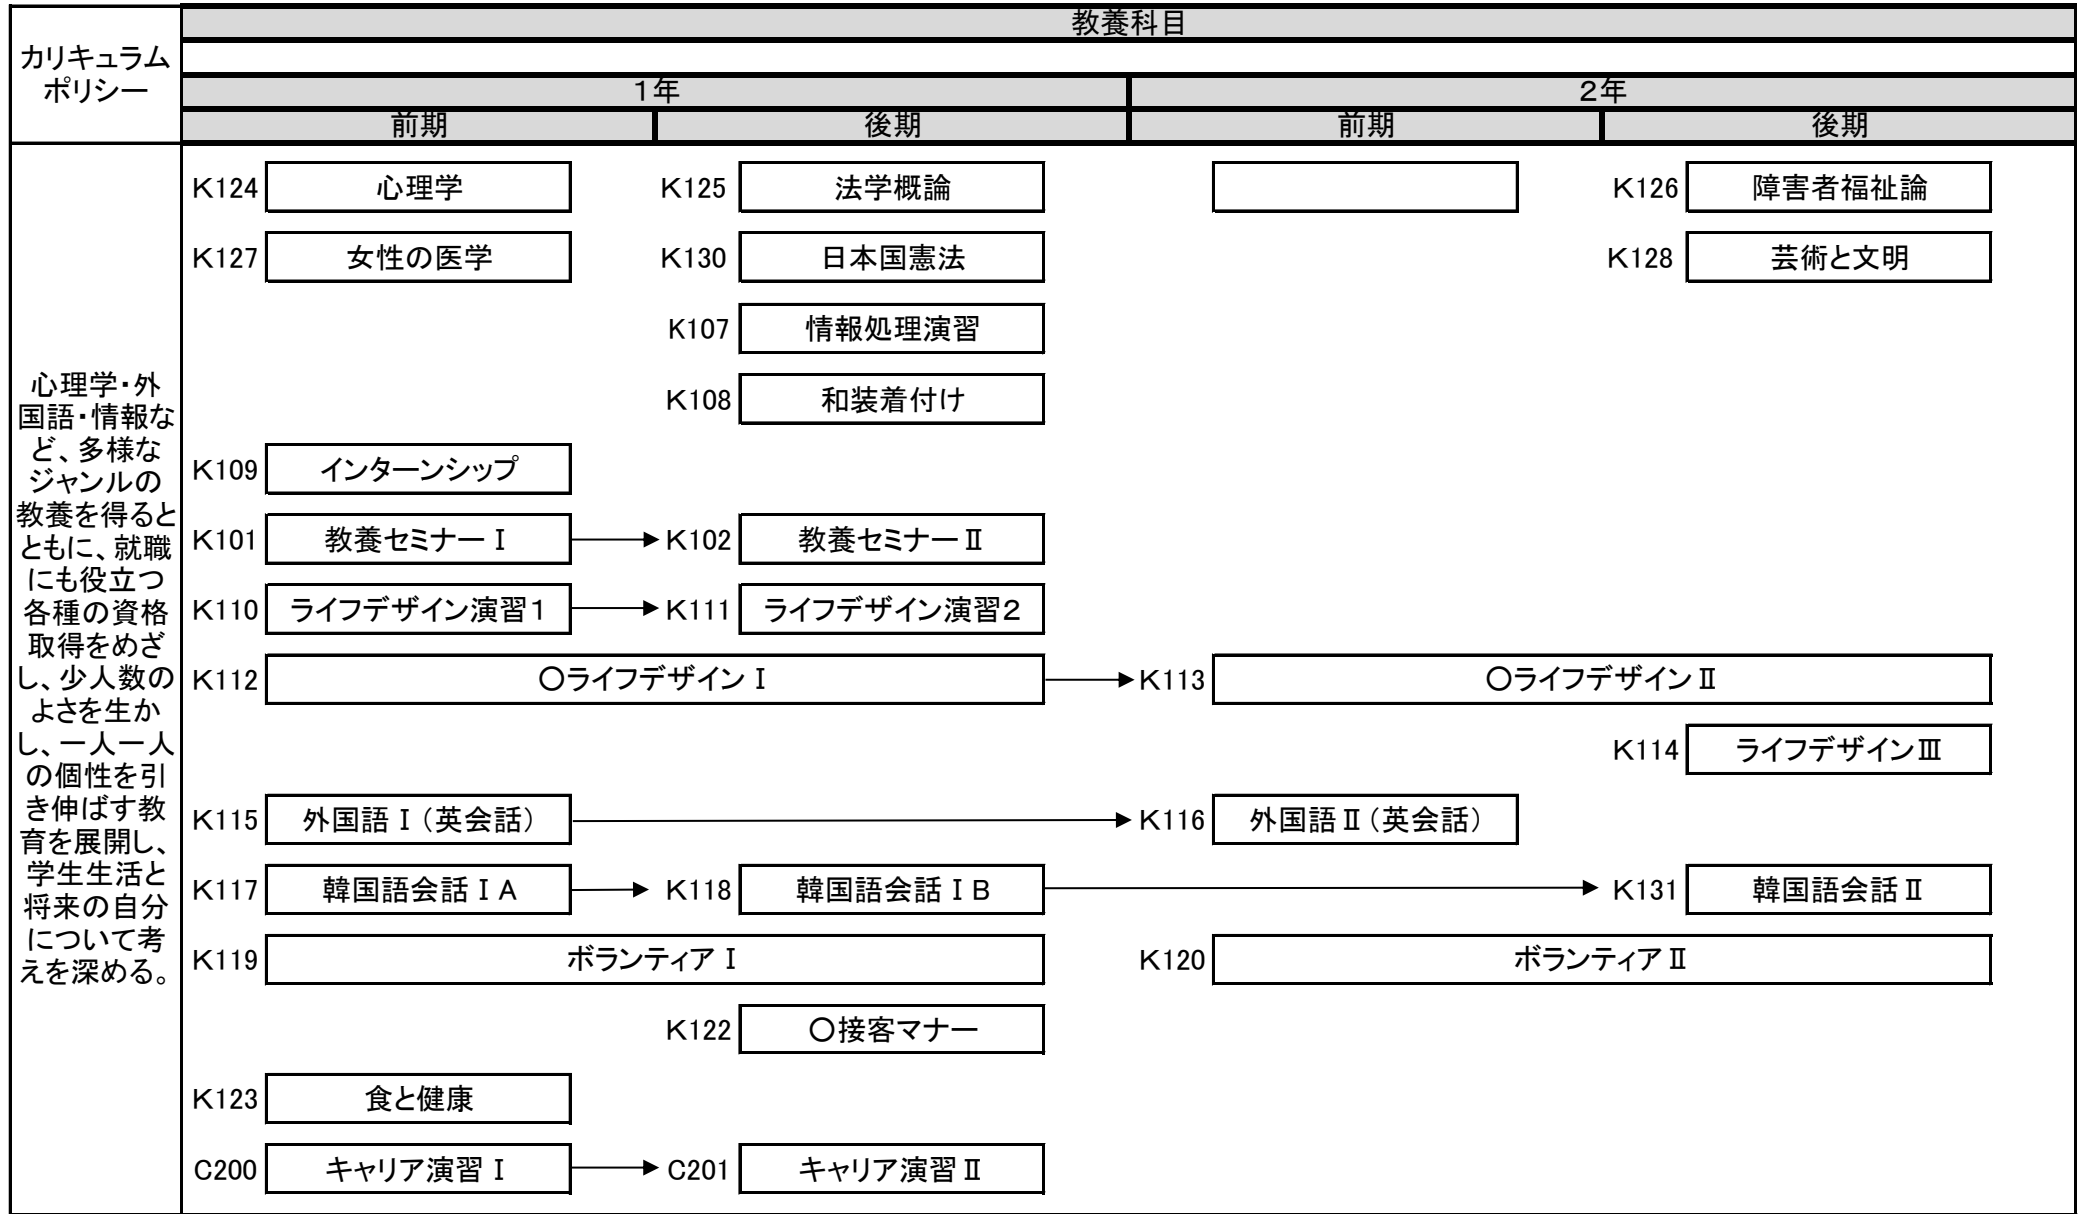 教養科目
カリキュラム
ポリシー
1年 2年
前期 後期 前期 後期
K124 心理学 K125 法学概論 K126 障害者福祉論
K127 女性の医学 K130 日本国憲法 K128 芸術と文明
K107 情報処理演習
K108 和装着付け
K109 インターンシップ
K101 教養セミナーⅠ K102 教養セミナーⅡ
K110 ライフデザイン演習1 K111 ライフデザイン演習2
K112 〇ライフデザインⅠ K113 〇ライフデザインⅡ
K114 ライフデザインⅢ
K115 外国語Ⅰ(英会話) K116 外国語Ⅱ(英会話)
K117 韓国語会話ⅠA K118 韓国語会話ⅠB K131 韓国語会話Ⅱ
K119 ボランティアⅠ K120 ボランティアⅡ
K122 〇接客マナー
K123 食と健康
C200 キャリア演習Ⅰ C201 キャリア演習Ⅱ
心理学・外
国語・情報な
ど、多様な
ジャンルの
教養を得ると
ともに、就職
にも役立つ
各種の資格
取得をめざ
し、少人数の
よさを生か
し、一人一人
の個性を引
き伸ばす教
育を展開し、
学生生活と
将来の自分
について考
えを深める。